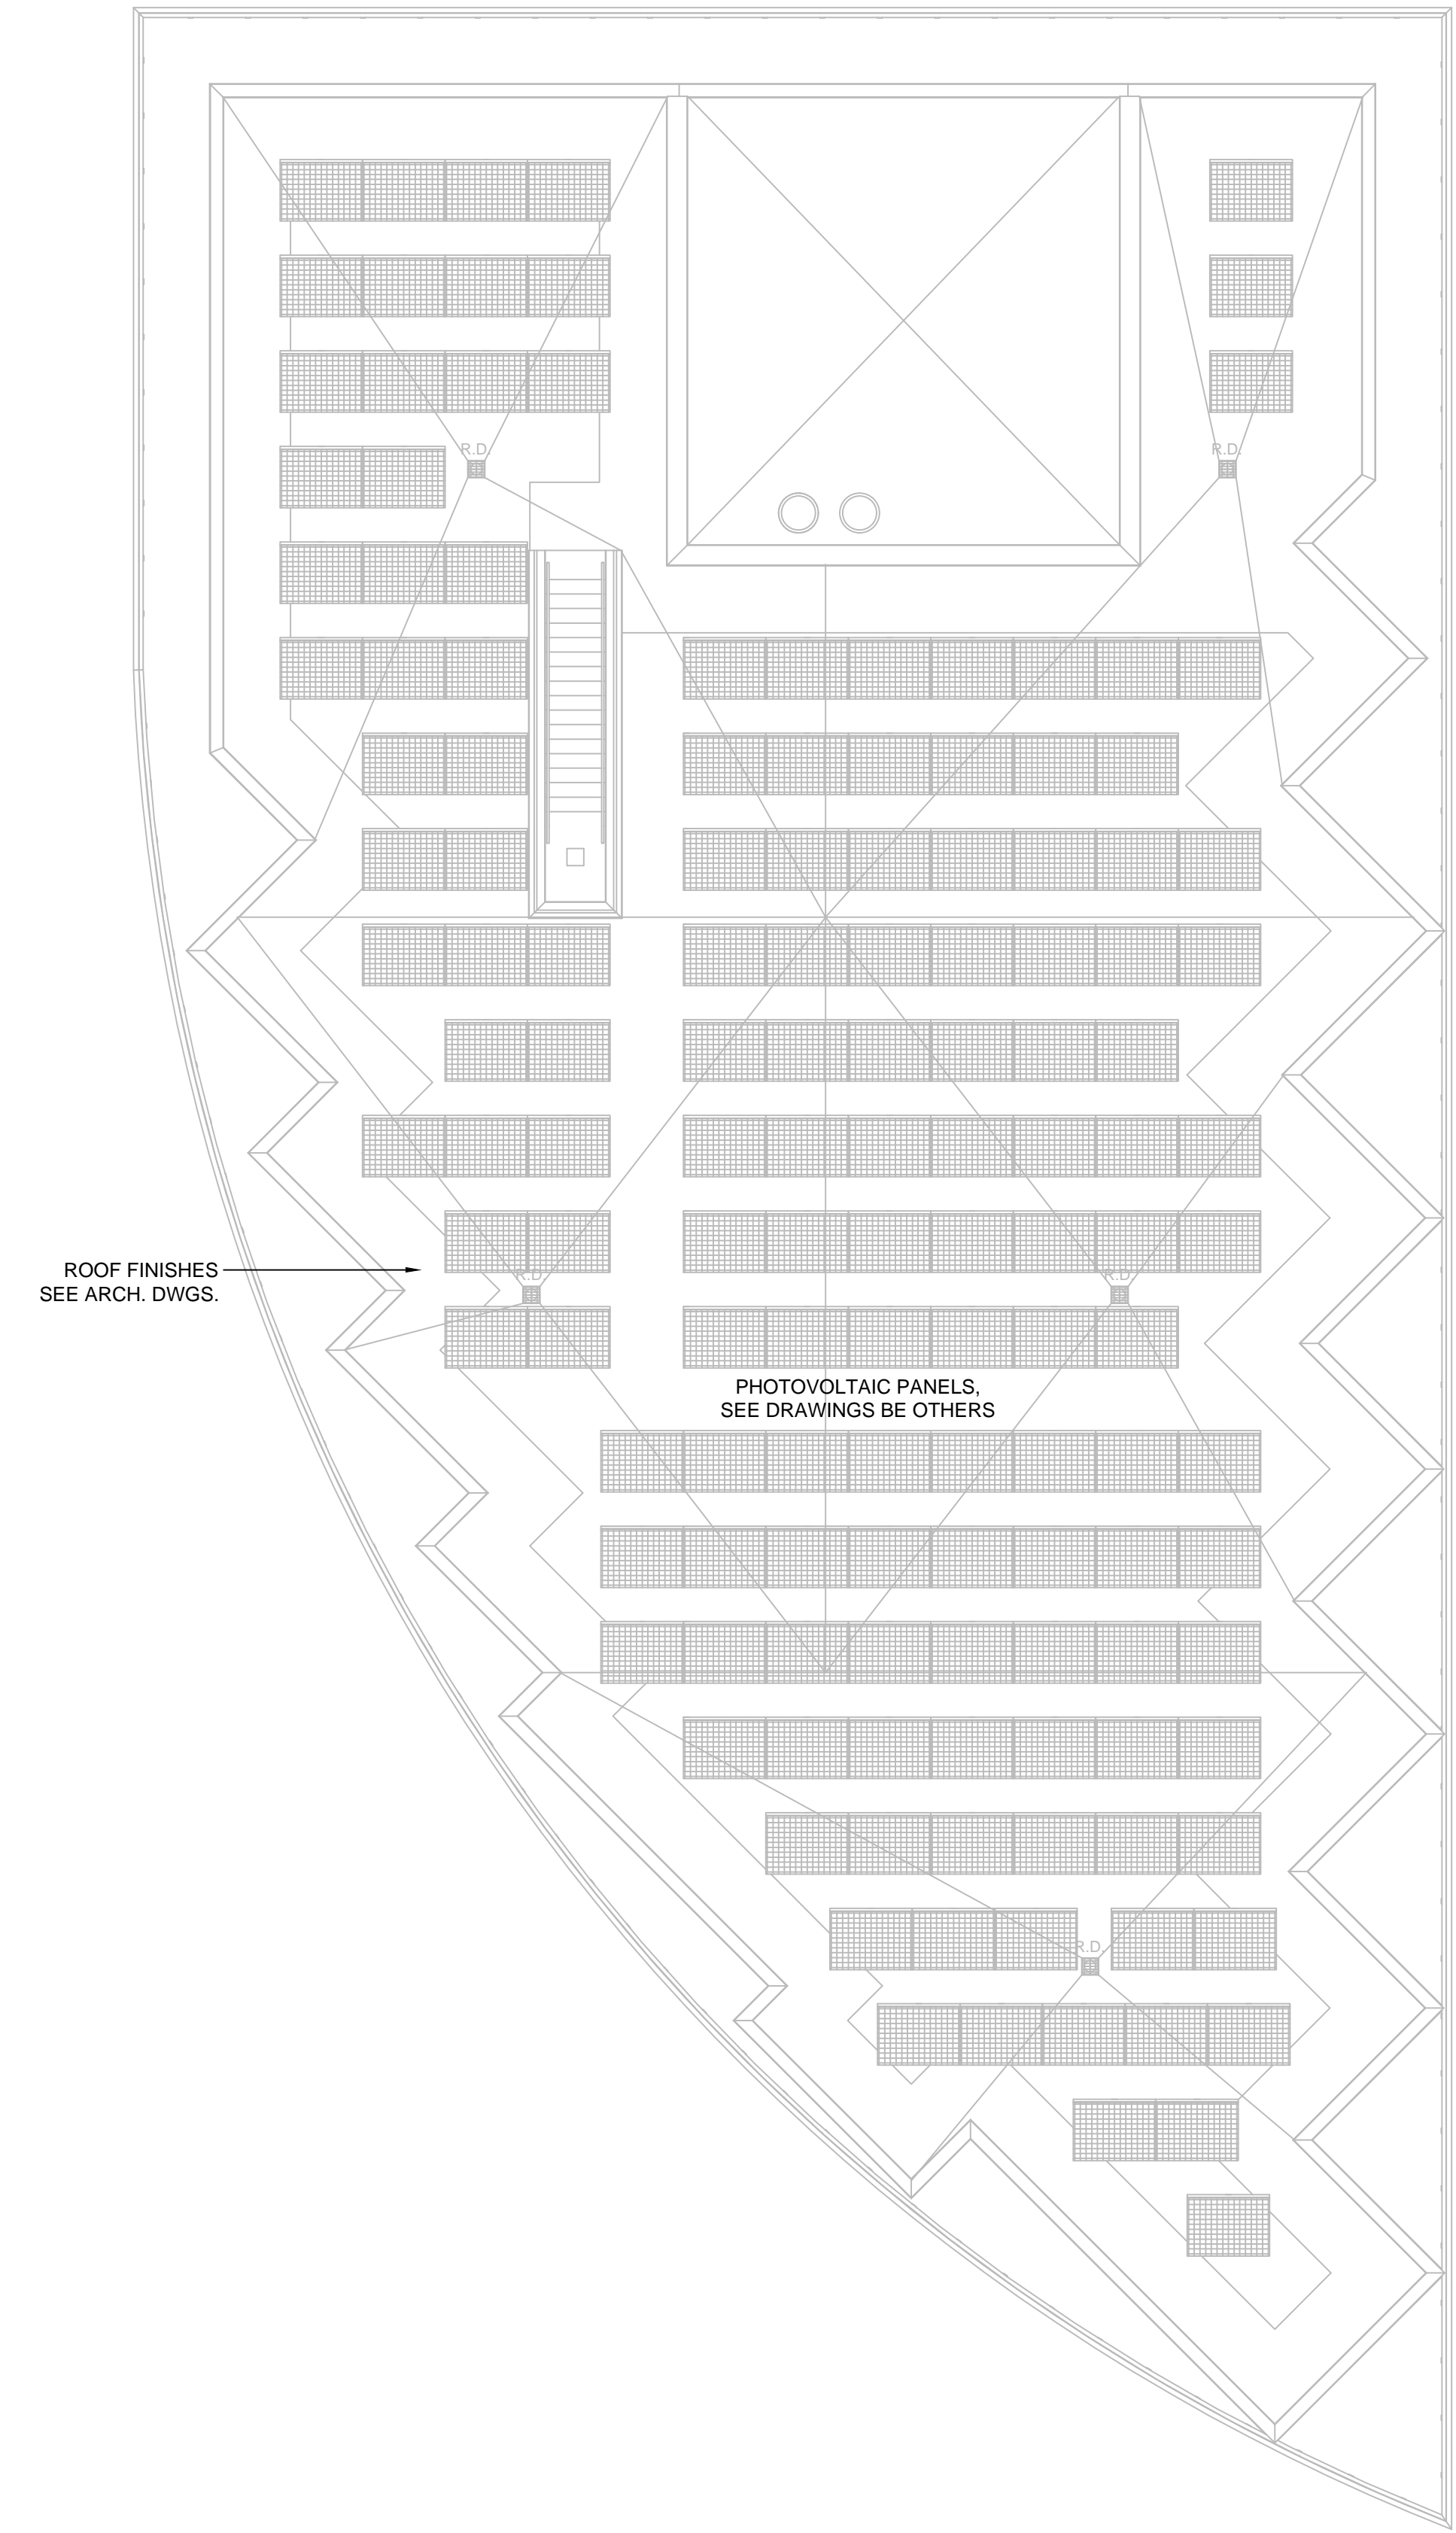 R.D.
R.D.
ROOF FINISHES
SEE ARCH. DWGS.
R.D.
R.D.
PHOTOVOLTAIC PANELS,
SEE DRAWINGS BE OTHERS
R.D.